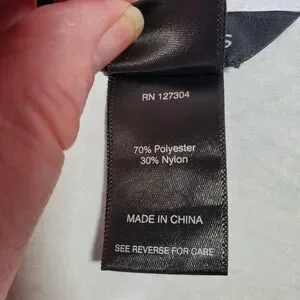 S
RN 127304
70% Polyester
30% Nylon
MADE IN CHINA
SEE REVERSE FOR CARE